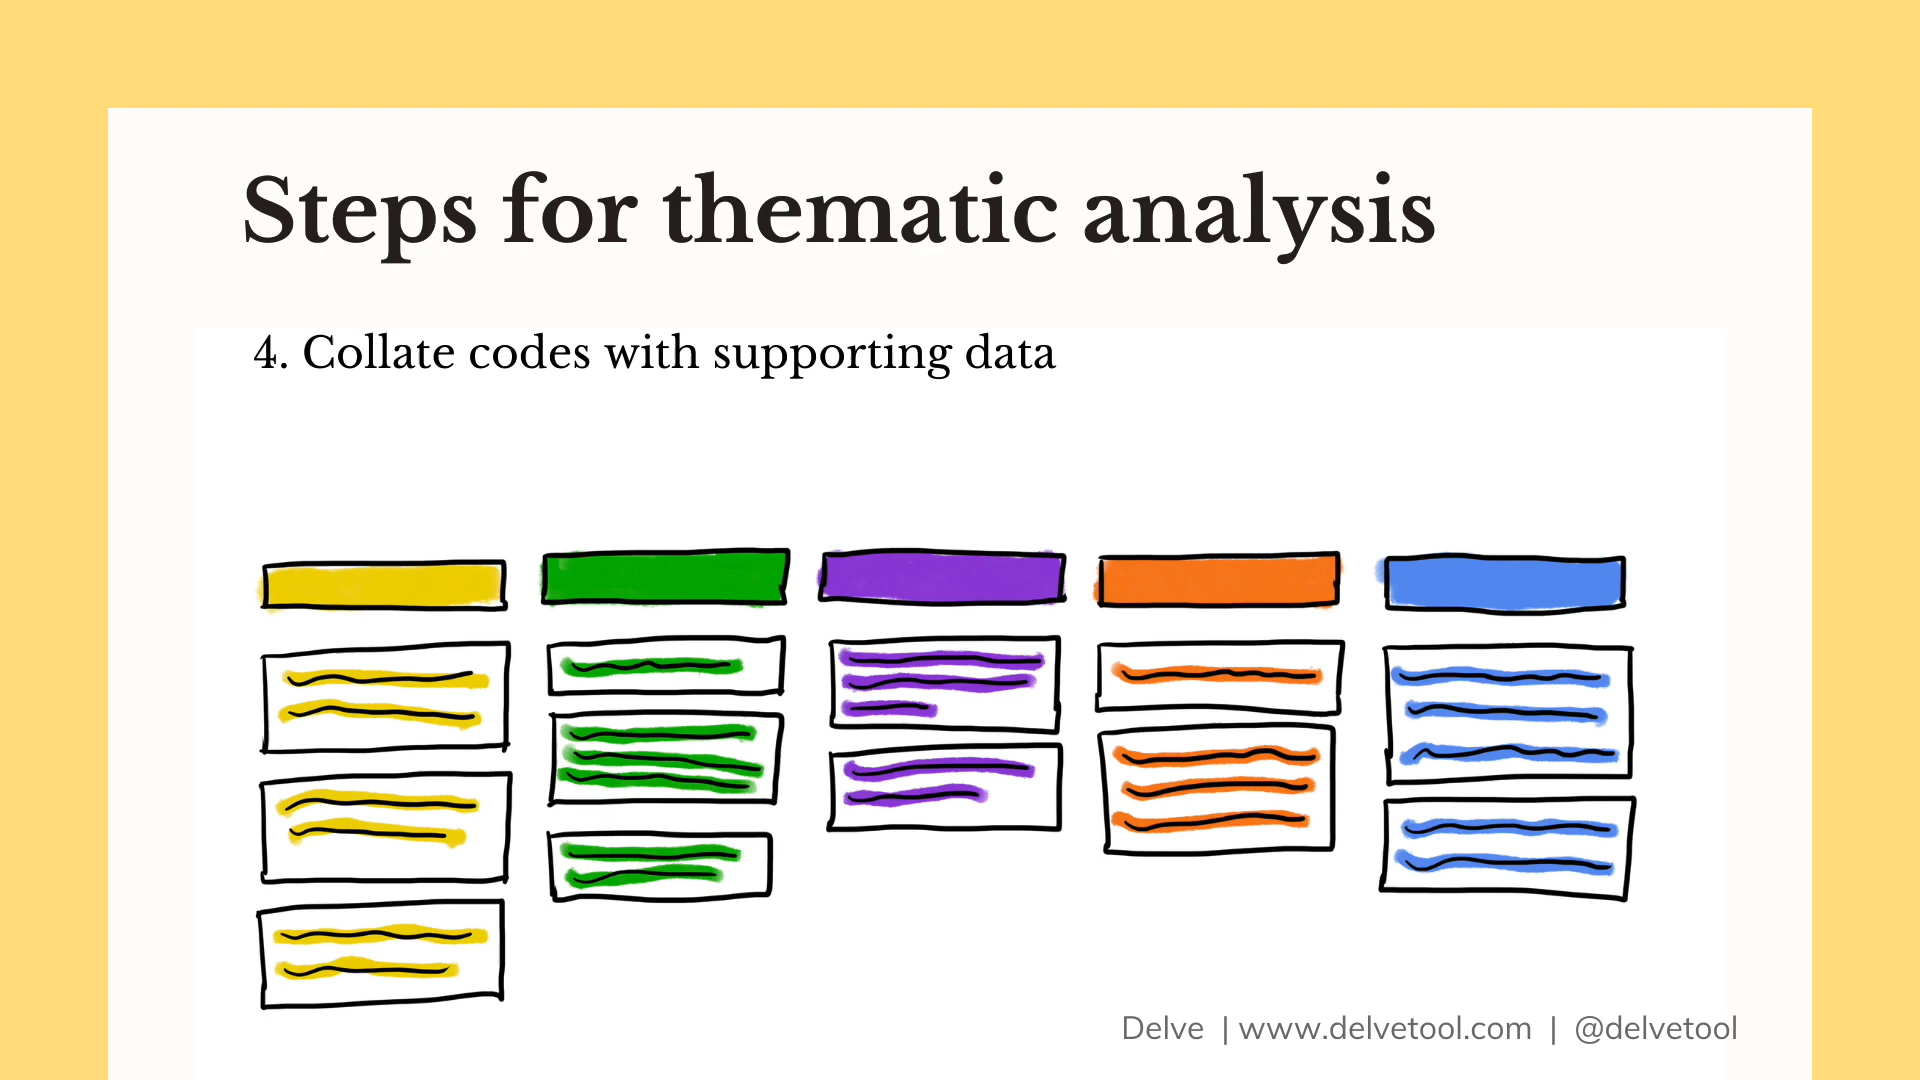 Steps for thematic analysis
4. Collate codes with supporting data
Delve | www.delvetool.com | @delvetool